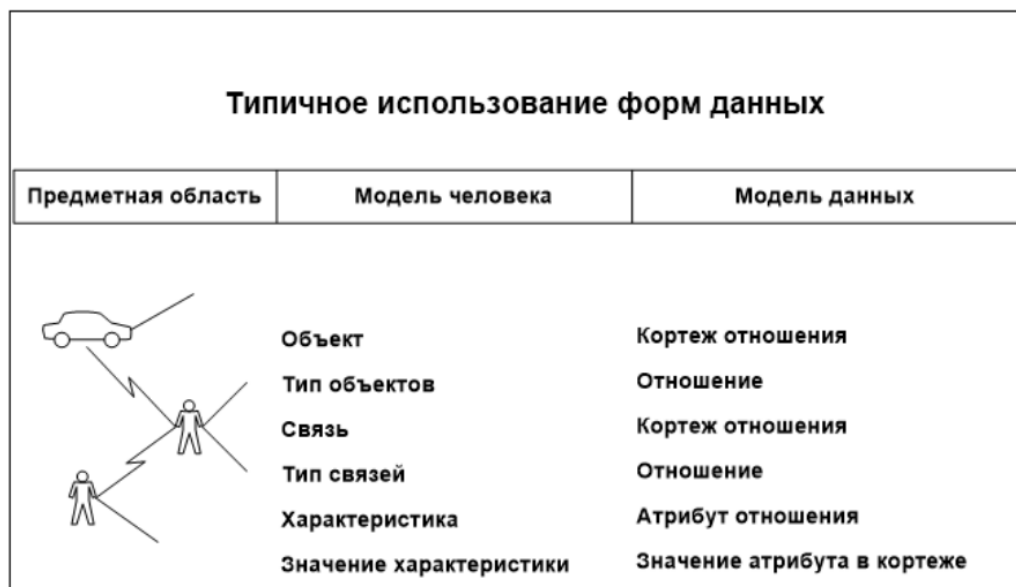 Типичное использование форм данных
Предметная область Модель человека Модель данных
Объект Кортеж отношения
Тип объектов Отношение
Связь Кортеж отношения
Тип связей Отношение
Характеристика Атрибут отношения
Значение характеристики Значение атрибута в кортеже